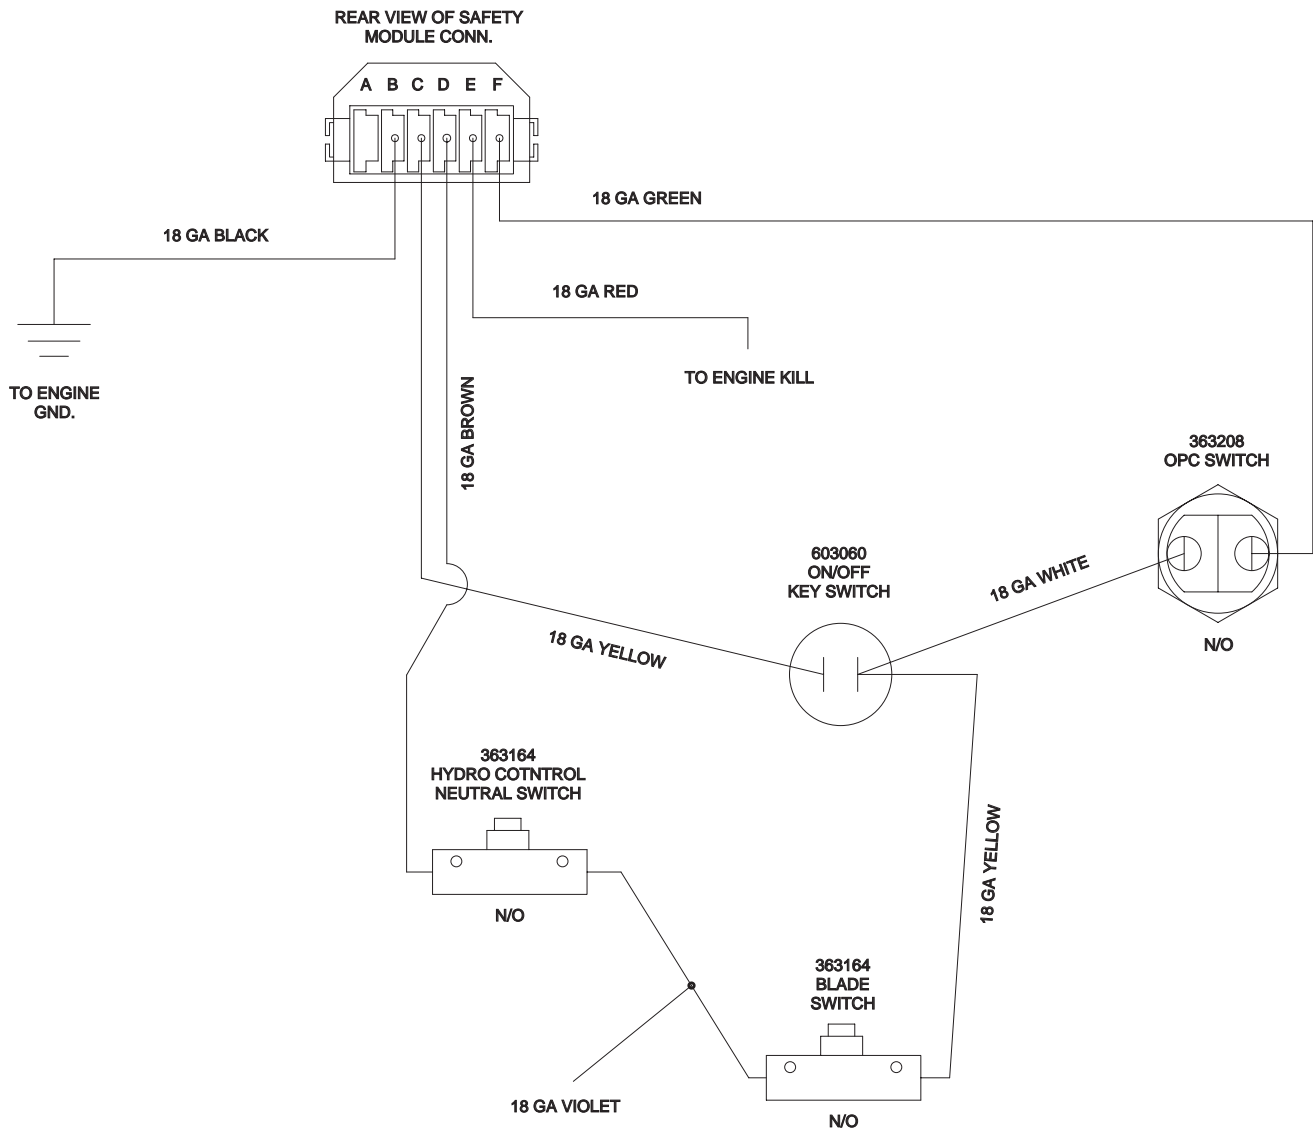 REAR VIEW OF SAFETY
MODULE CONN.
A B C D E F
18 GA GREEN
18 GA BLACK
18 GA RED
TO ENGINE KILL
TO ENGINE
GND.
18 GA BROWN
363208
OPC SWITCH
N/O
603060
ON/OFF
KEY SWITCH
18 GA WHITE
18 GA YELLOW
363164
HYDRO COTNTROL
NEUTRAL SWITCH
N/O
18 GA YELLOW
363164
BLADE
SWITCH
N/O
18 GA VIOLET